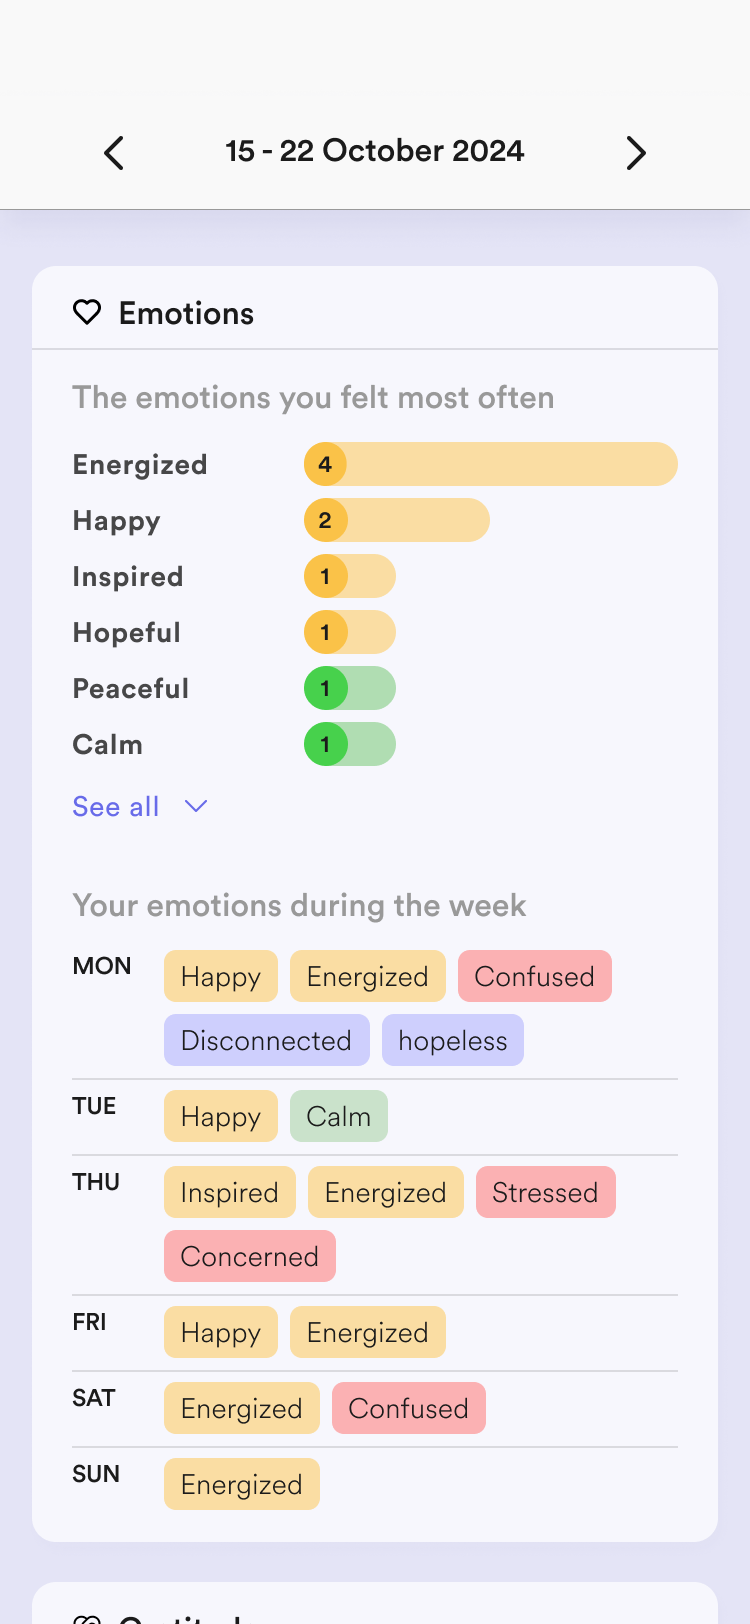 15 - 22 October 2024
Emotions
The emotions you felt most often
Energized 4
Happy 2
Inspired 1
Hopeful 1
Peaceful 1
Calm 1
See all
Your emotions during the week
MON Happy Energized Confused
Disconnected hopeless
TUE Happy Calm
THU Inspired Energized Stressed
Concerned
FRI Happy Energized
SAT Energized Confused
SUN Energized